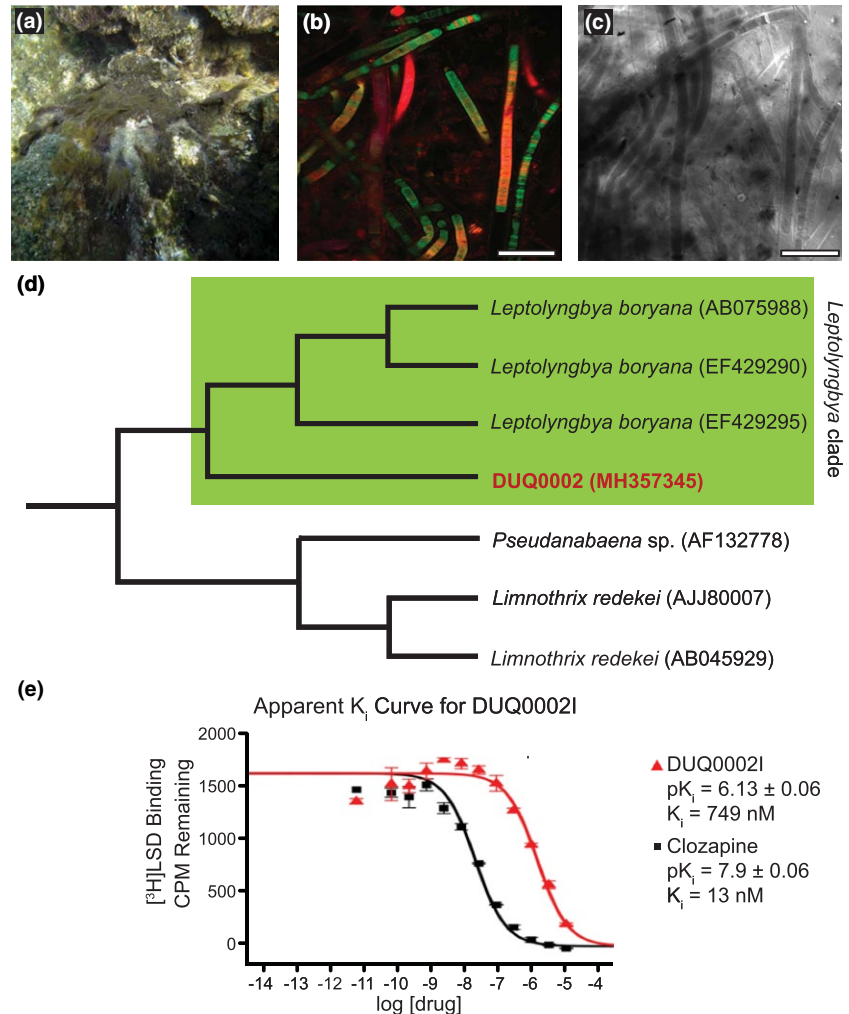 (a)
(b)
(c)
(d)
Leptolyngbya boryana (AB075988)
Leptolyngbya boryana (EF429290)
Leptolyngbya boryana (EF429295)
DUQ0002 (MH357345)
Leptolyngbya clade
Pseudanabaena sp. (AF132778)
Limnothrix redekei (AJJ80007)
Limnothrix redekei (AB045929)
(e)
Apparent Ki Curve for DUQ0002I
[3H]LSD Binding
CPM Remaining
2000
1500
1000
500
0
-14 -13 -12 -11 -10 -9 -8 -7 -6 -5 -4
log [drug]
DUQ0002I
pKi = 6.13 ± 0.06
Ki = 749 nM
Clozapine
pKi = 7.9 ± 0.06
Ki = 13 nM